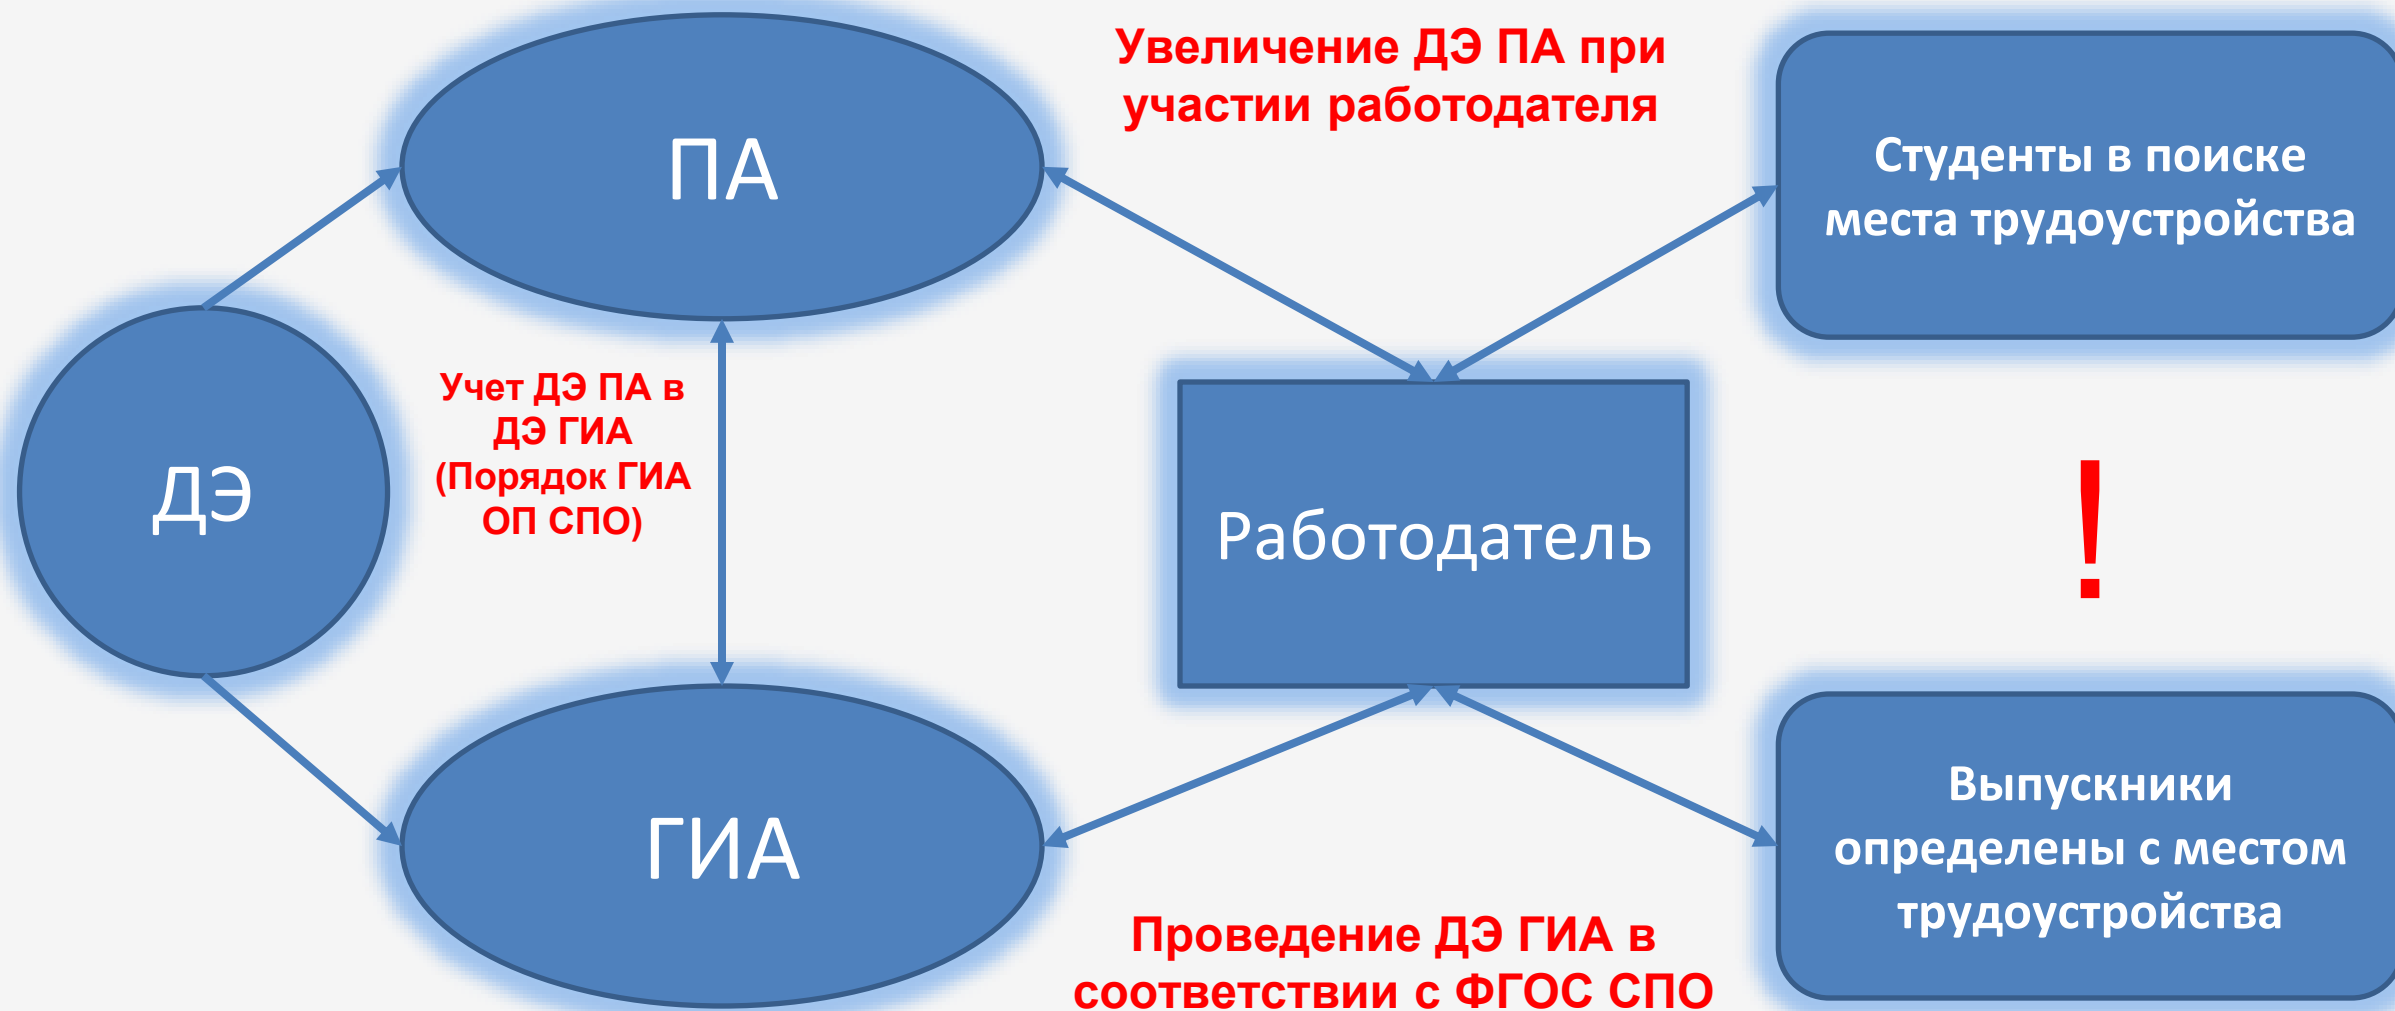 ПА
Увеличение ДЭ ПА при
участии работодателя
Студенты в поиске
места трудоустройства
ДЭ
Учет ДЭ ПА в
ДЭ ГИА
(Порядок ГИА
ОП СПО)
Работодатель
!
ГИА
Проведение ДЭ ГИА в
соответствии с ФГОС СПО
Выпускники
определены с местом
трудоустройства